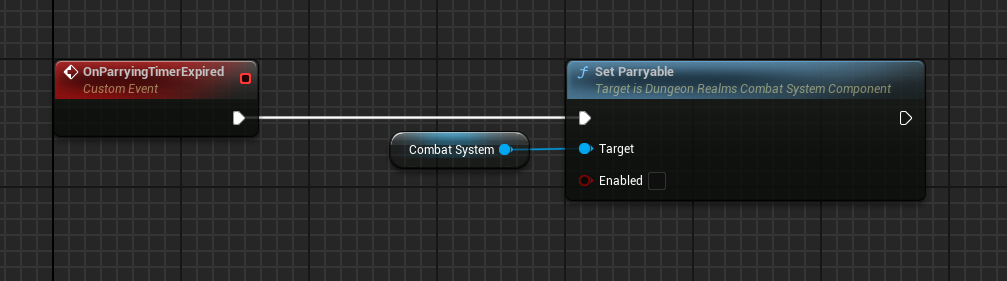 OnParryingTimerExpired
Custom Event
Set Parryable
Target is Dungeon Realms Combat System Component
Combat System
Target
Enabled